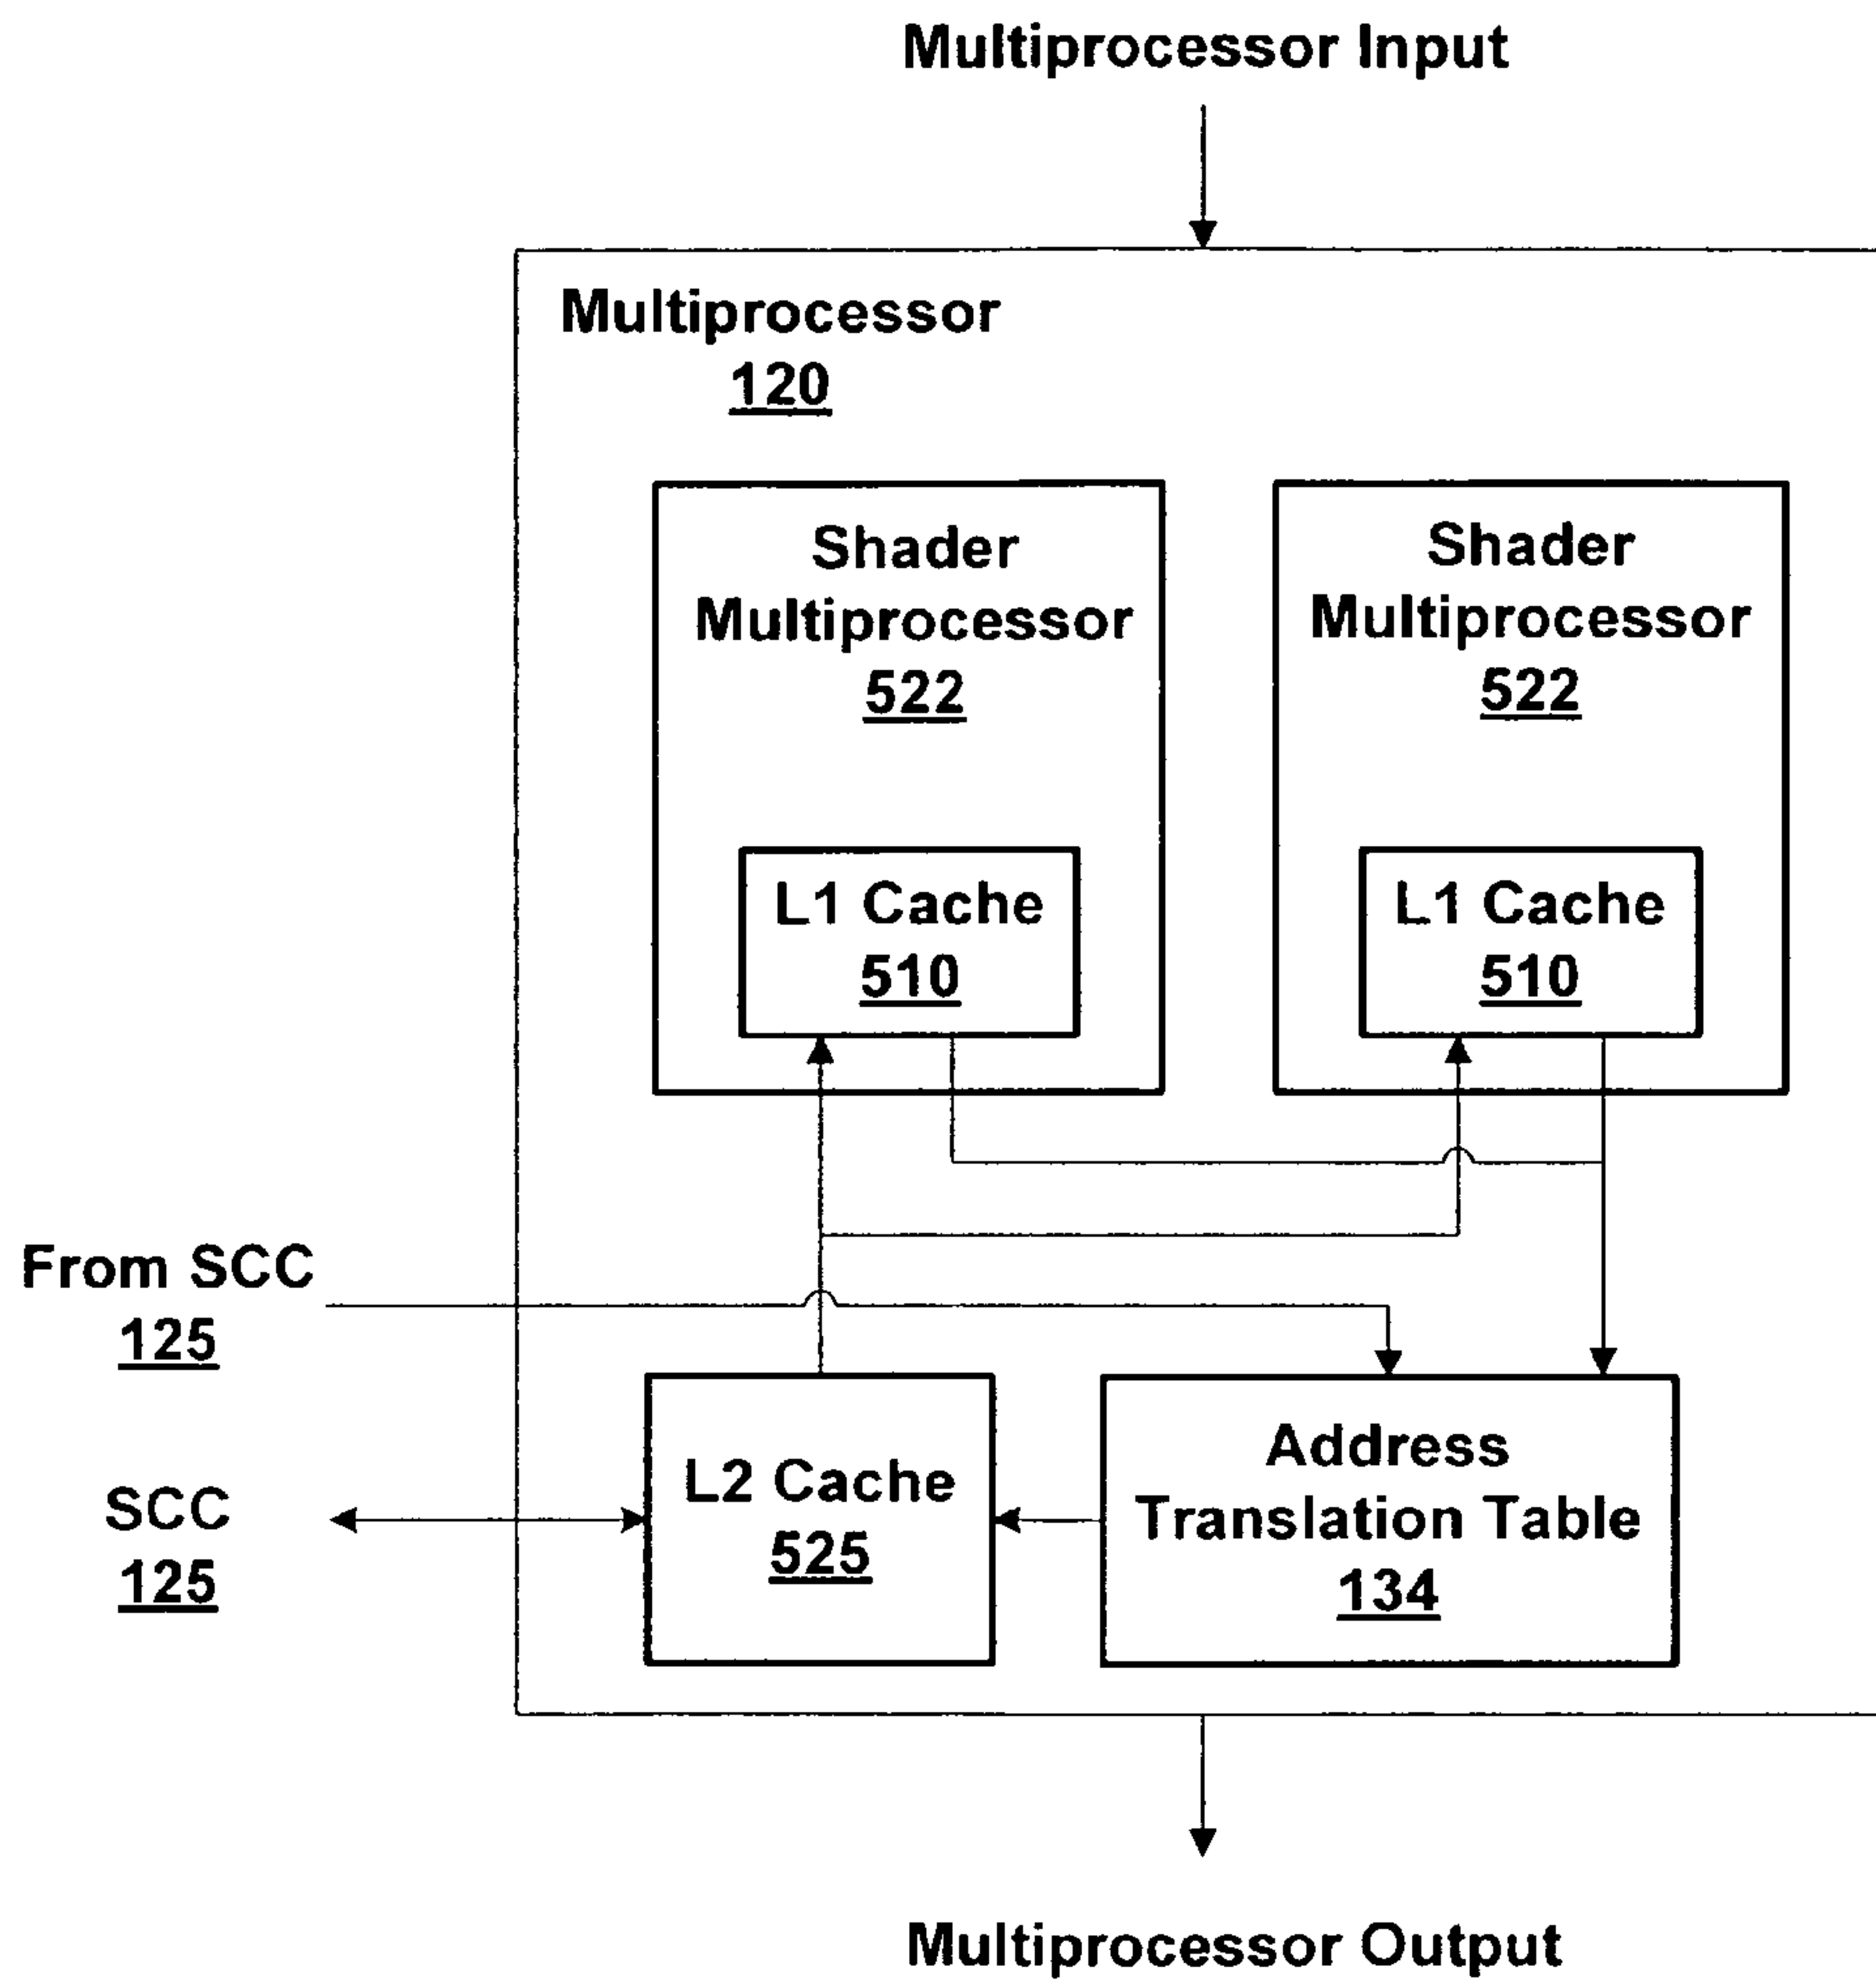 Multiprocessor Input
Multiprocessor
120
Shader
Multiprocessor
522
L1 Cache
510
Shader
Multiprocessor
522
L1 Cache
510
From SCC
125
SCC
125
L2 Cache
525
Address
Translation Table
134
Multiprocessor Output